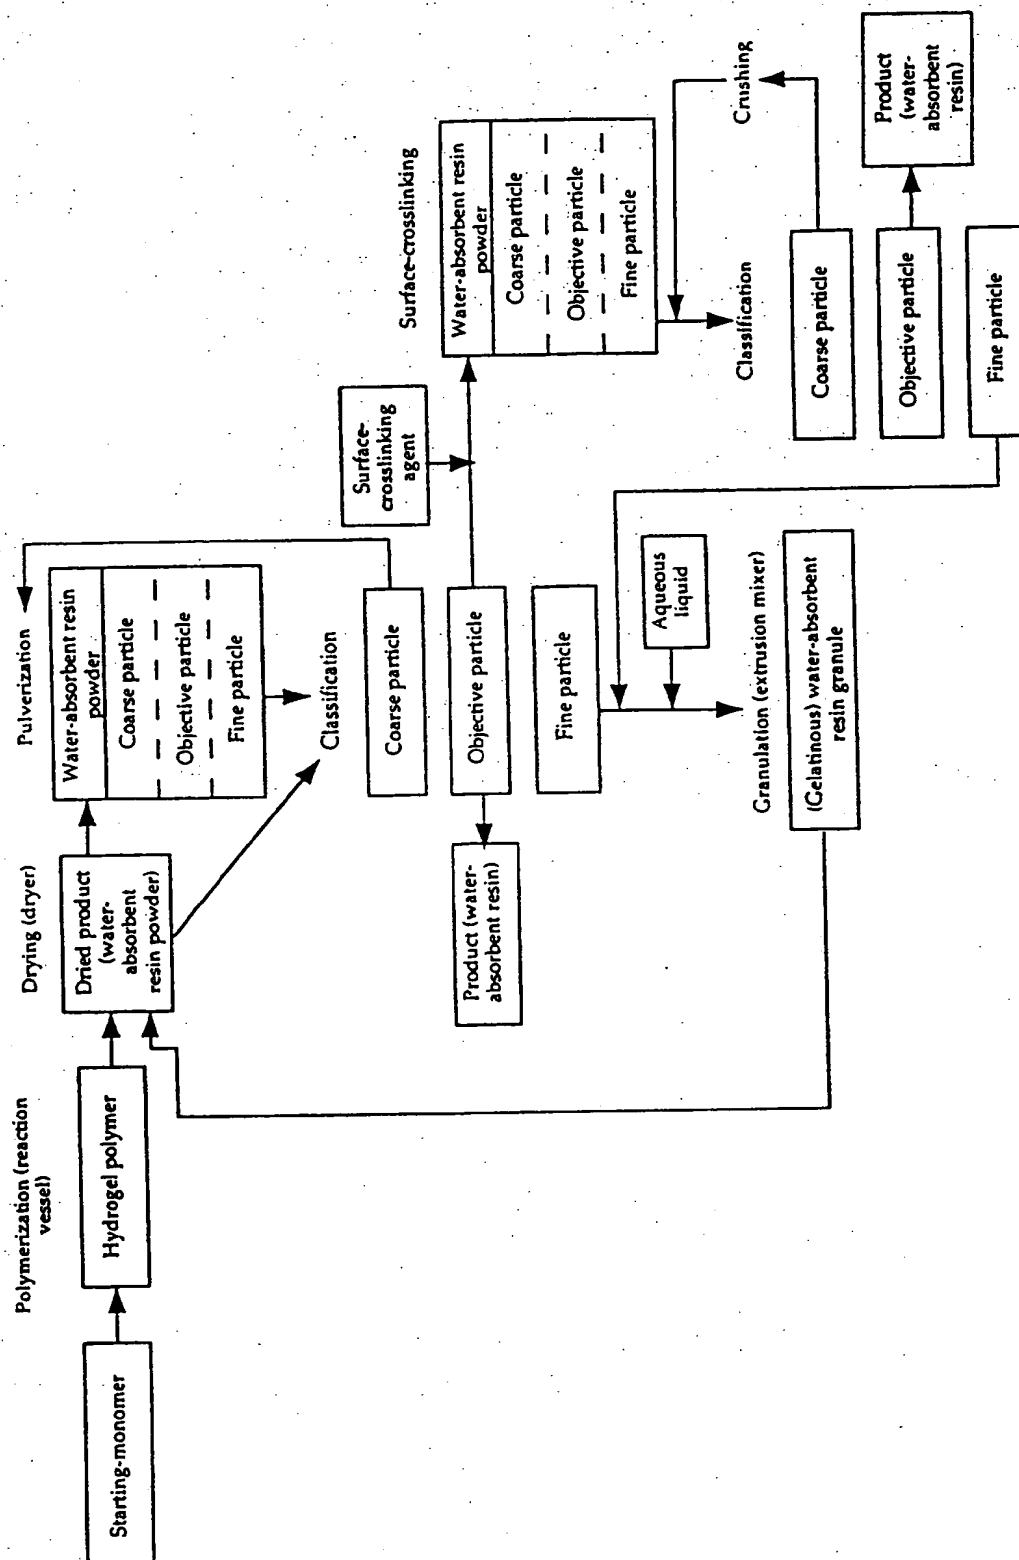 Starting-monomer
Polymerization (reaction
vessel)
Hydrogel polymer
Drying (dryer)
Dried product
(water-
absorbent
resin powder)
Pulverization
Water-absorbent resin
powder
Coarse particle
Objective particle
Fine particle
Classification
Coarse particle
Objective particle
Product (water-
absorbent resin)
Fine particle
Aqueous
liquid
Granulation (extrusion mixer)
(Gelatinous) water-absorbent
resin granule
Surface-
crosslinking
agent
Surface-crosslinking
Water-absorbent resin
powder
Coarse particle
Objective particle
Fine particle
Classification
Crushing
Coarse particle
Objective particle
Product
(water-
absorbent
resin)
Fine particle